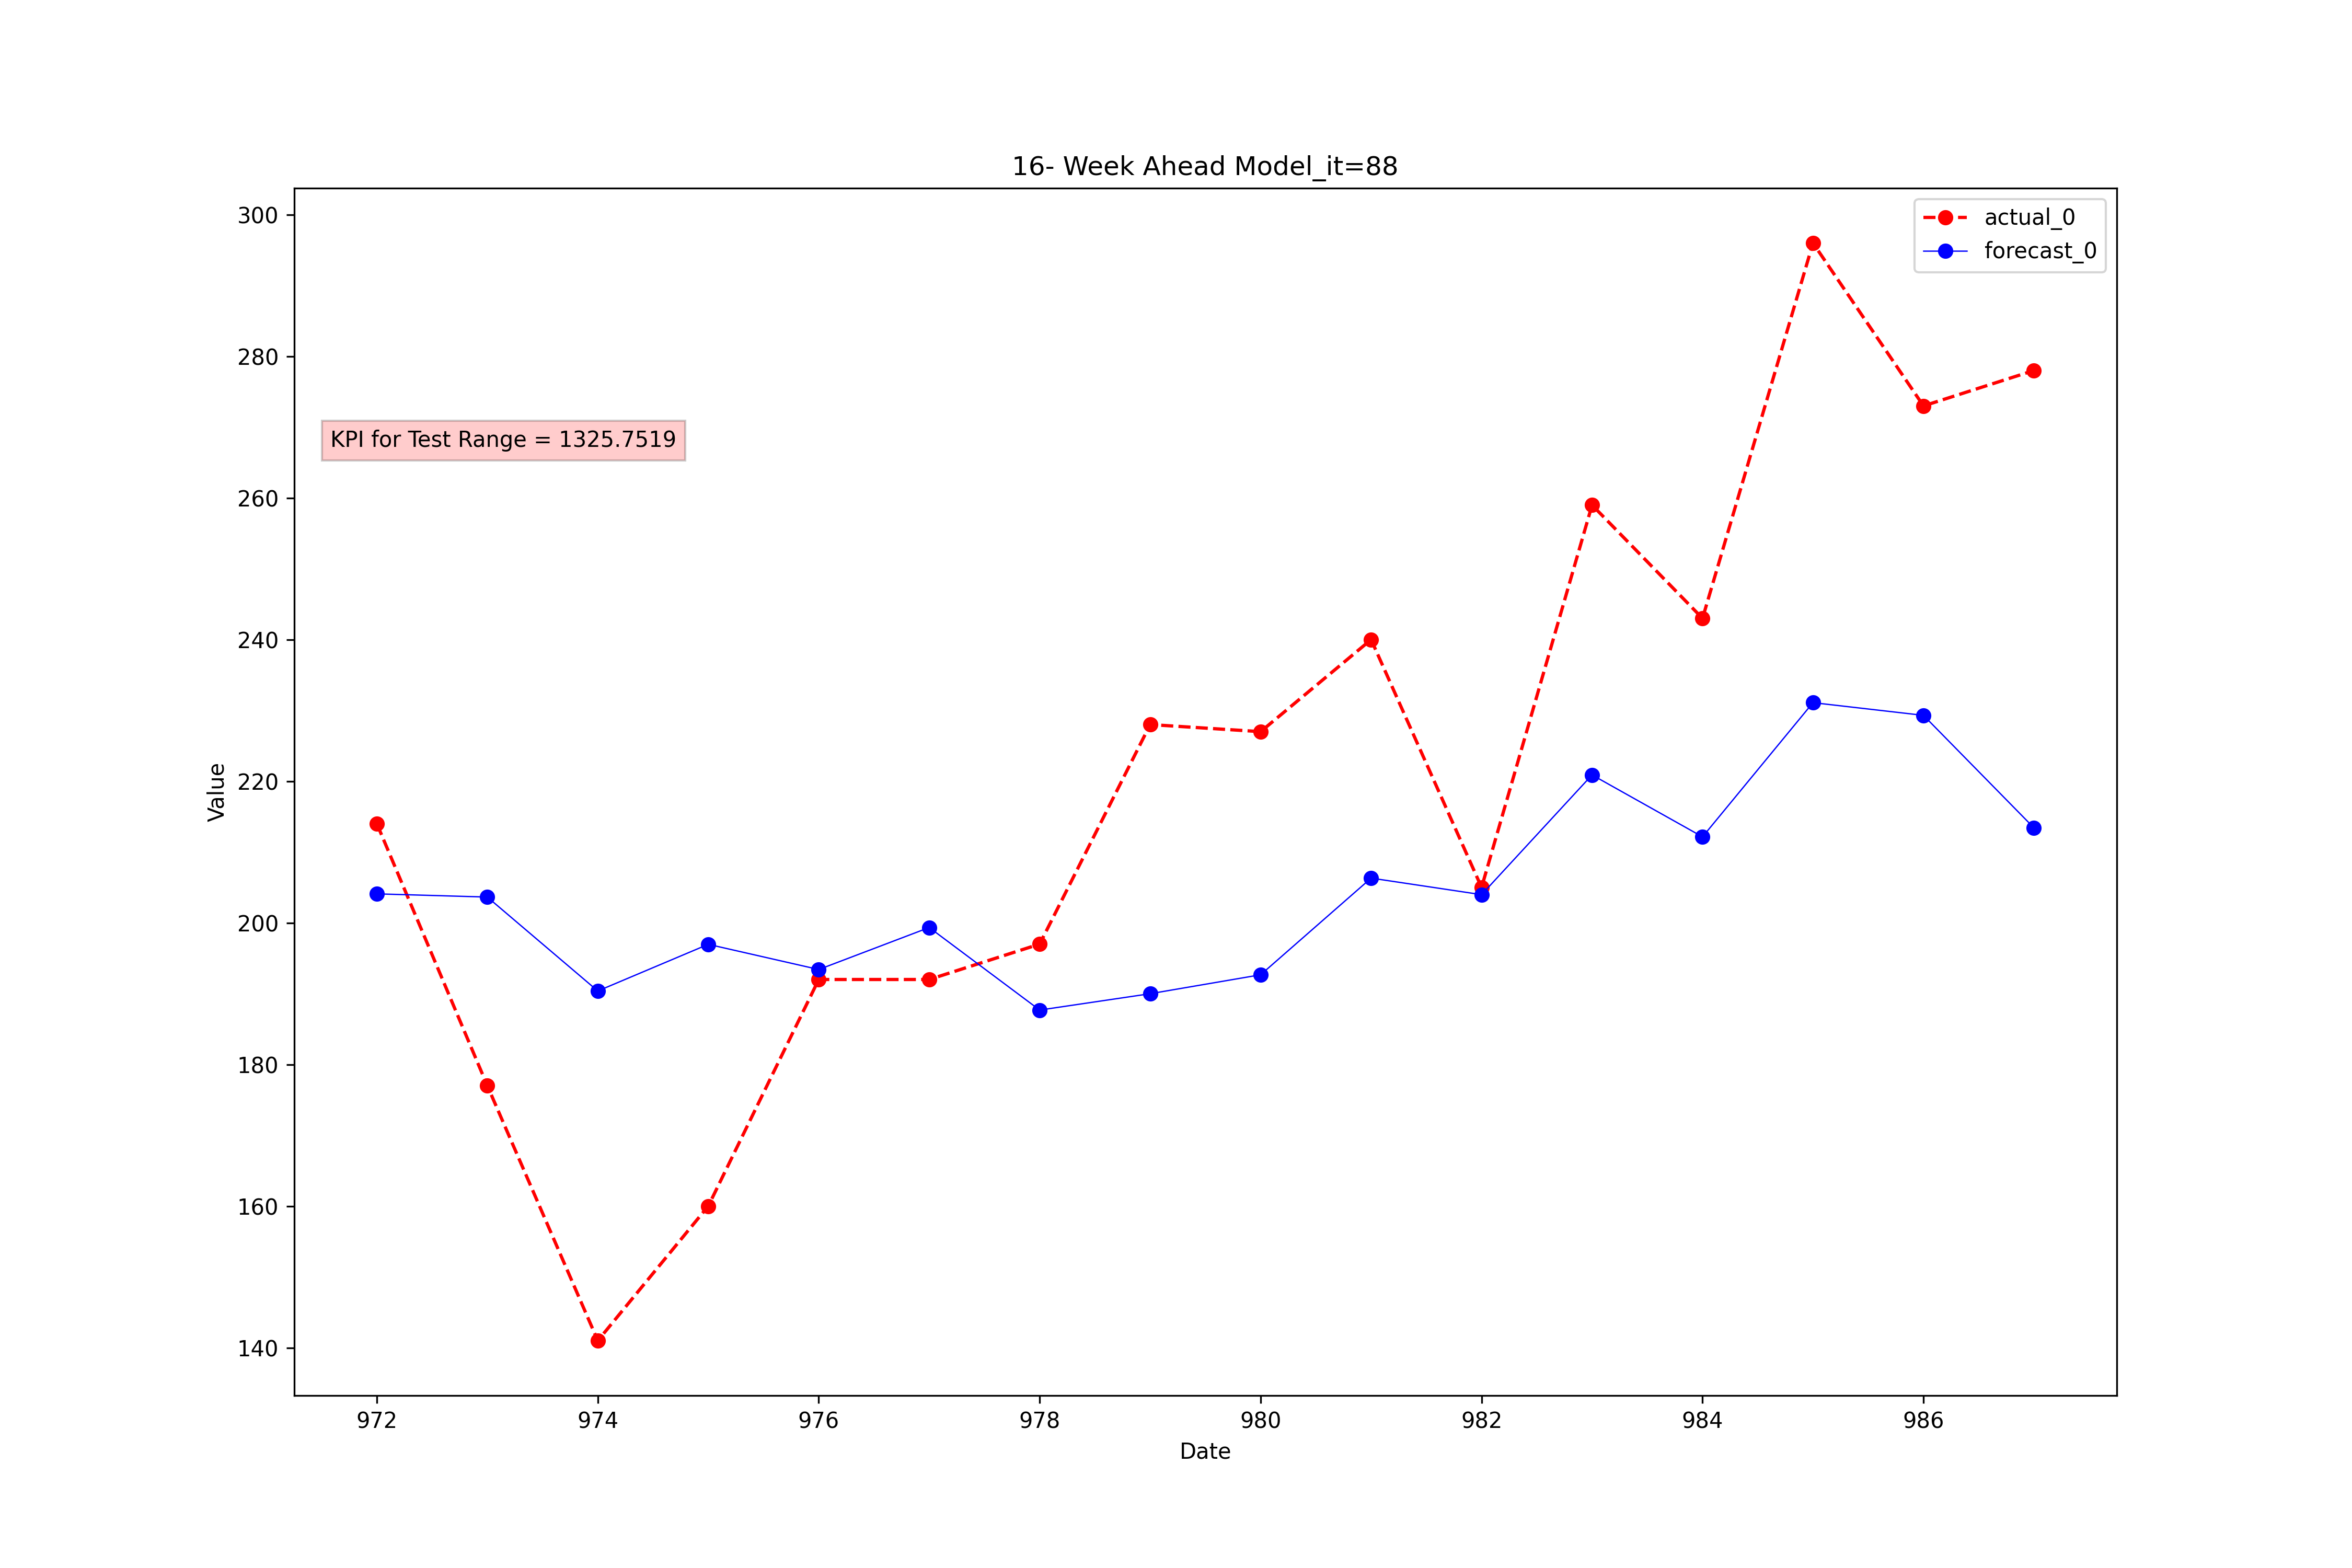 16- Week Ahead Model_it=88
actual_0
forecast_0
KPI for Test Range = 1325.7519
Value
300
280
260
240
220
200
180
160
140
972 974 976 978 980 982 984 986
Date